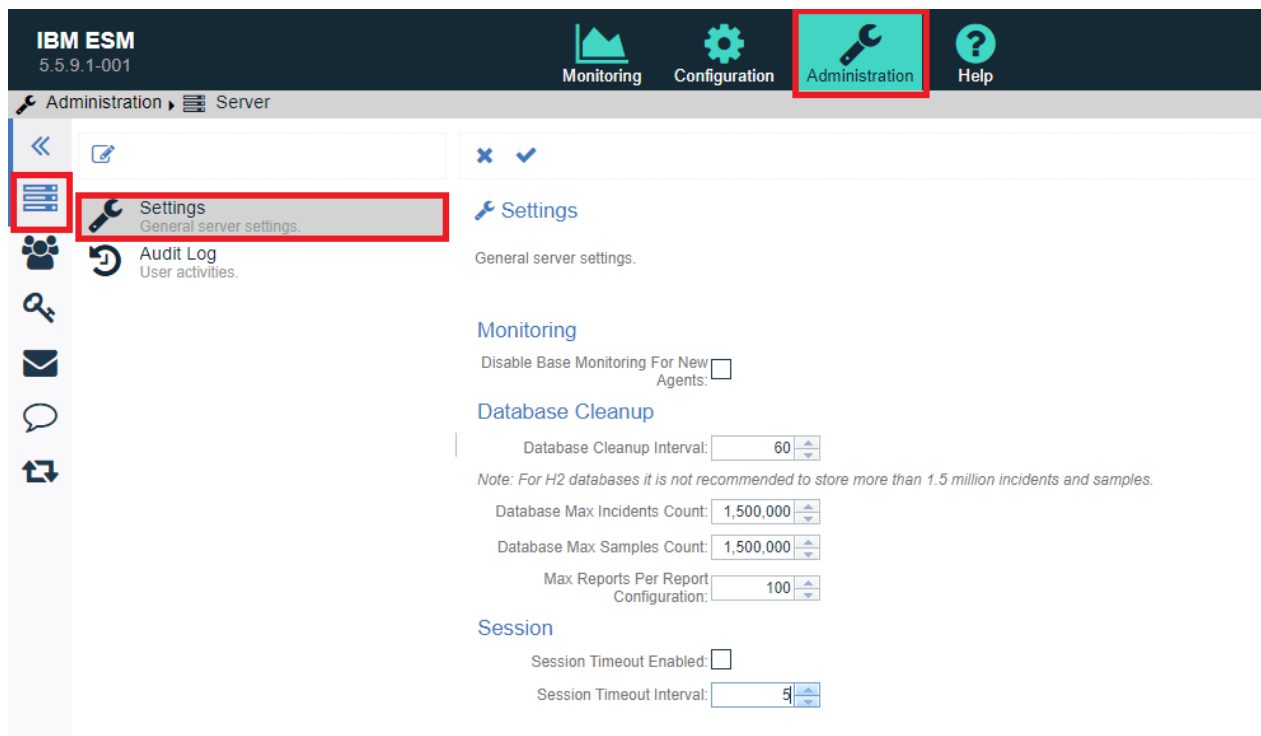 IBM ESM
5.5.9.1-001
Monitoring
Configuration
Administration
Help
Administration
Server
Settings
General server settings.
Audit Log
User activities.
Settings
General server settings.
Monitoring
Disable Base Monitoring For New
Agents:
Database Cleanup
Database Cleanup Interval: 60
Note: For H2 databases it is not recommended to store more than 1.5 million incidents and samples.
Database Max Incidents Count: 1,500,000
Database Max Samples Count: 1,500,000
Max Reports Per Report
Configuration: 100
Session
Session Timeout Enabled:
Session Timeout Interval: 5